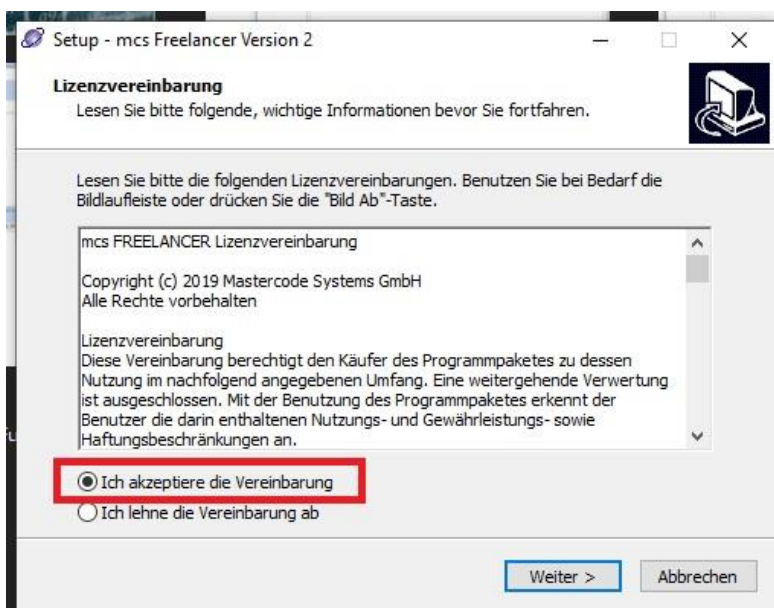 Setup - mcs Freelancer Version 2
Lizenzvereinbarung
Lesen Sie bitte folgende, wichtige Informationen bevor Sie fortfahren.
Lesen Sie bitte die folgenden Lizenzvereinbarungen. Benutzen Sie bei Bedarf die
Bildlaufleiste oder drücken Sie die "Bild Ab"-Taste.
mcs FREELANCER Lizenzvereinbarung
Copyright (c) 2019 Mastercode Systems GmbH
Alle Rechte vorbehalten
Lizenzvereinbarung
Diese Vereinbarung berechtigt den Käufer des Programmpaketes zu dessen
Nutzung im nachfolgend angegebenen Umfang. Eine weitergehende Verwertung
ist ausgeschlossen. Mit der Benutzung des Programmpaketes erkennt der
Benutzer die darin enthaltenen Nutzungs- und Gewährleistungs- sowie
Haftungsbeschränkungen an.
Ich akzeptiere die Vereinbarung
Ich lehne die Vereinbarung ab
Weiter >
Abbrechen